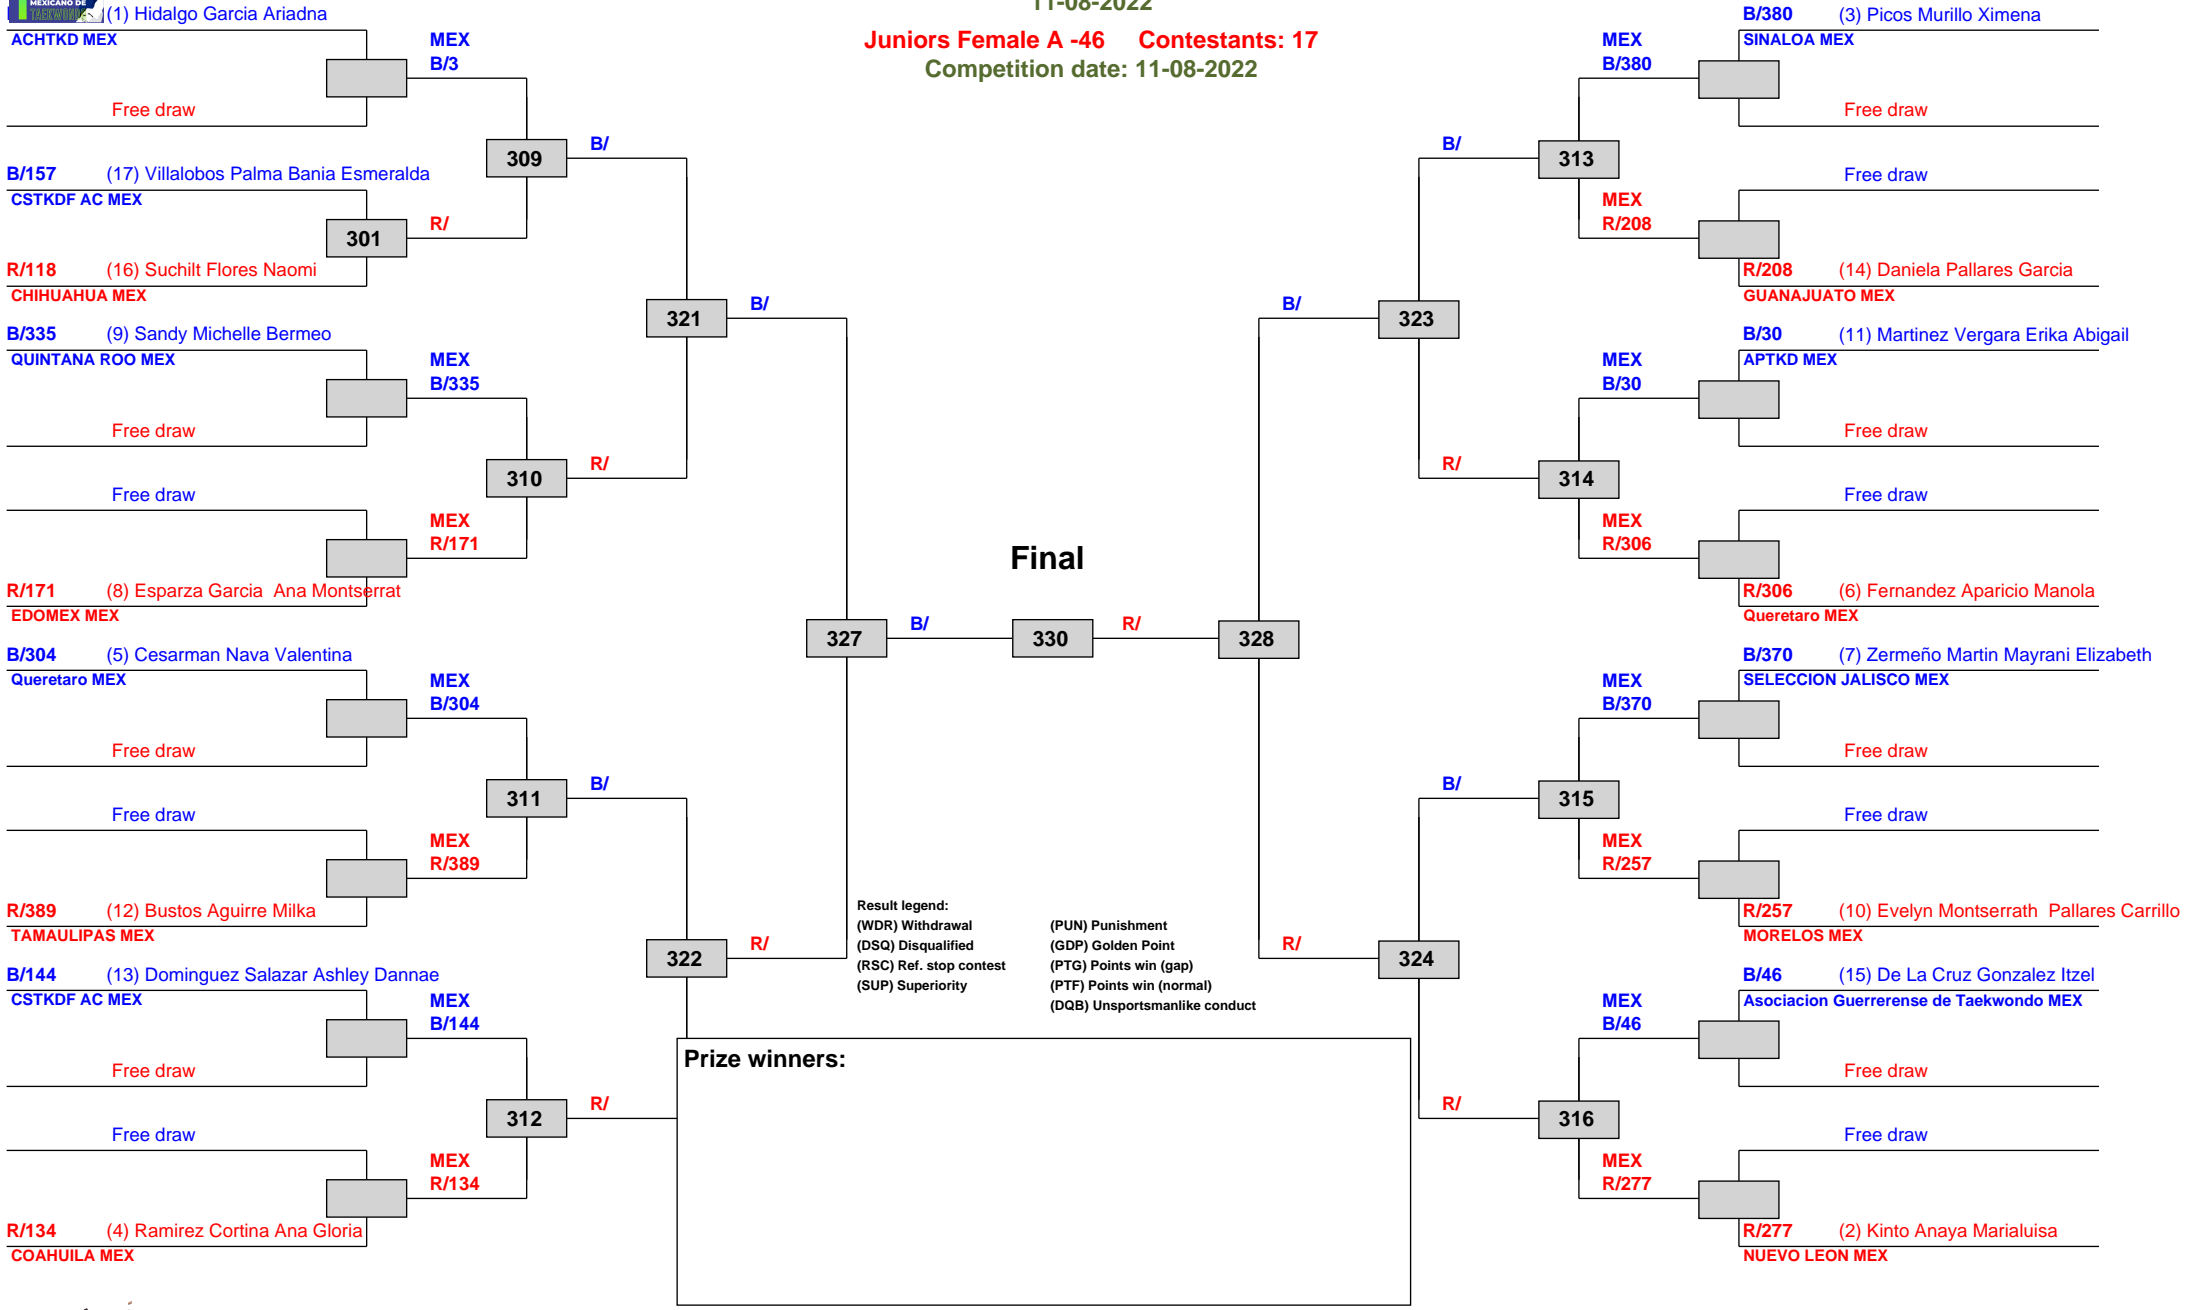 MEXICANO DE
TAEKWONDO
(1) Hidalgo Garcia Ariadna
ACHTKD MEX
Free draw
MEX
B/3
B/157 (17) Villalobos Palma Bania Esmeralda
CSTKDF AC MEX
301
R/118 (16) Suchilt Flores Naomi
CHIHUAHUA MEX
R/
309
B/
B/335 (9) Sandy Michelle Bermeo
QUINTANA ROO MEX
Free draw
MEX
B/335
Free draw
R/171 (8) Esparza Garcia Ana Montserrat
EDOMEX MEX
MEX
R/171
310
R/
321
B/
B/304 (5) Cesarman Nava Valentina
Queretaro MEX
Free draw
MEX
B/304
Free draw
R/389 (12) Bustos Aguirre Milka
TAMAULIPAS MEX
MEX
R/389
311
B/
B/144 (13) Dominguez Salazar Ashley Dannae
CSTKDF AC MEX
Free draw
MEX
B/144
Free draw
R/134 (4) Ramirez Cortina Ana Gloria
COAHUILA MEX
MEX
R/134
312
R/
322
R/
327
B/
11-08-2022
Juniors Female A -46 Contestants: 17
Competition date: 11-08-2022
Final
330
R/
328
Result legend:
(WDR) Withdrawal
(DSQ) Disqualified
(RSC) Ref. stop contest
(SUP) Superiority
(PUN) Punishment
(GDP) Golden Point
(PTG) Points win (gap)
(PTF) Points win (normal)
(DQB) Unsportsmanlike conduct
Prize winners:
B/380 (3) Picos Murillo Ximena
SINALOA MEX
MEX
B/380
Free draw
Free draw
MEX
R/208
R/208 (14) Daniela Pallares Garcia
GUANAJUATO MEX
313
B/
B/30 (11) Martinez Vergara Erika Abigail
APTKD MEX
MEX
B/30
Free draw
Free draw
MEX
R/306
R/306 (6) Fernandez Aparicio Manola
Queretaro MEX
314
R/
323
B/
B/370 (7) Zermeño Martin Mayrani Elizabeth
SELECCION JALISCO MEX
MEX
B/370
Free draw
Free draw
MEX
R/257
R/257 (10) Evelyn Montserrath Pallares Carrillo
MORELOS MEX
315
B/
B/46 (15) De La Cruz Gonzalez Itzel
Asociacion Guerrerense de Taekwondo MEX
MEX
B/46
Free draw
Free draw
MEX
R/277
R/277 (2) Kinto Anaya Marialuisa
NUEVO LEON MEX
316
R/
324
R/